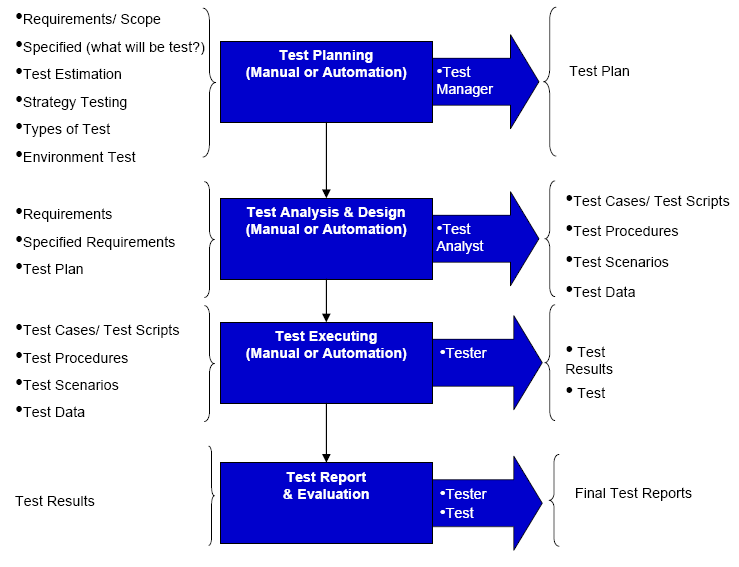 •Requirements/ Scope
•Specified (what will be test?)
•Test Estimation
•Strategy Testing
•Types of Test
•Environment Test
Test Planning
(Manual or Automation)
•Test
Manager
Test Plan
•Requirements
•Specified Requirements
•Test Plan
Test Analysis & Design
(Manual or Automation)
•Test
Analyst
•Test Cases/ Test Scripts
•Test Procedures
•Test Scenarios
•Test Data
•Test Cases/ Test Scripts
•Test Procedures
•Test Scenarios
•Test Data
Test Executing
(Manual or Automation)
•Tester
• Test
Results
• Test
Test Results
Test Report
& Evaluation
•Tester
•Test
Final Test Reports